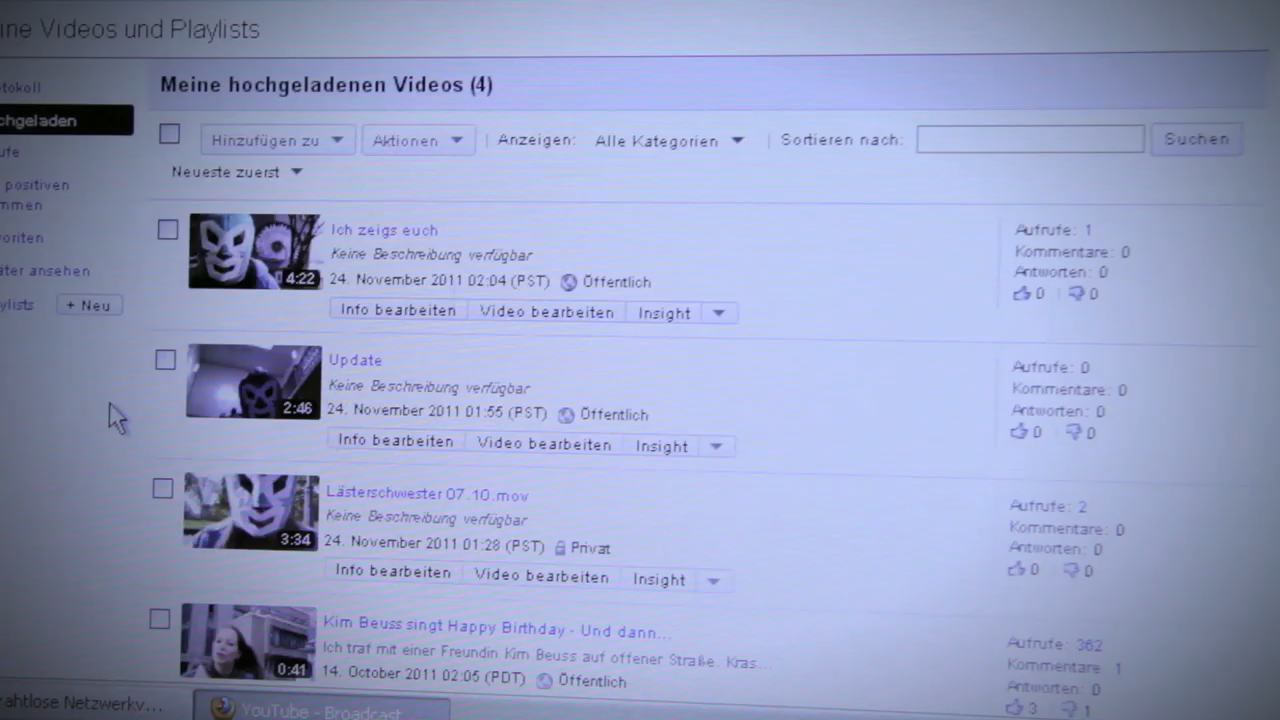 ine Videos und Playlists
Meine hochgeladenen Videos (4)
tokoll
chgeladen
ufe
positiven
mmen
voriten
äter ansehen
ylists + Neu
Hinzufügen zu Aktionen Anzeigen: Alle Kategorien Sortieren nach: Suchen
Neueste zuerst
Ich zeigs euch
Keine Beschreibung verfügbar
24. November 2011 02:04 (PST) Öffentlich
4:22
Info bearbeiten Video bearbeiten Insight
Aufrufe: 1
Kommentare: 0
Antworten: 0
0 0
Update
Keine Beschreibung verfügbar
2:46
24. November 2011 01:55 (PST) Öffentlich
Info bearbeiten Video bearbeiten Insight
Aufrufe: 0
Kommentare: 0
Antworten: 0
0 0
Lästerschwester 07.10.mov
Keine Beschreibung verfügbar
3:34
24. November 2011 01:28 (PST) Privat
Info bearbeiten Video bearbeiten Insight
Aufrufe: 2
Kommentare: 0
Antworten: 0
0 0
Kim Beuss singt Happy Birthday - Und dann...
Ich traf mit einer Freundin Kim Beuss auf offener Straße. Kras...
0:41
14. October 2011 02:05 (PDT) Öffentlich
Aufrufe: 362
Kommentare 1
Antworten: 0
3 1
rahtlose Netzwerkv...
YouTube - Broadcast